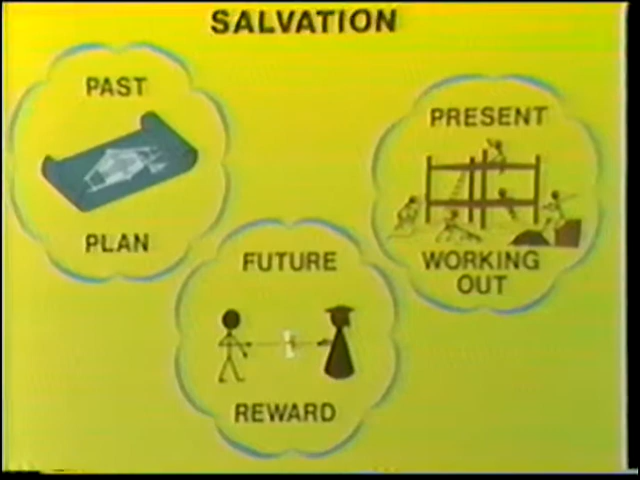 SALVATION
PAST
PLAN
PRESENT
WORKING
OUT
FUTURE
REWARD